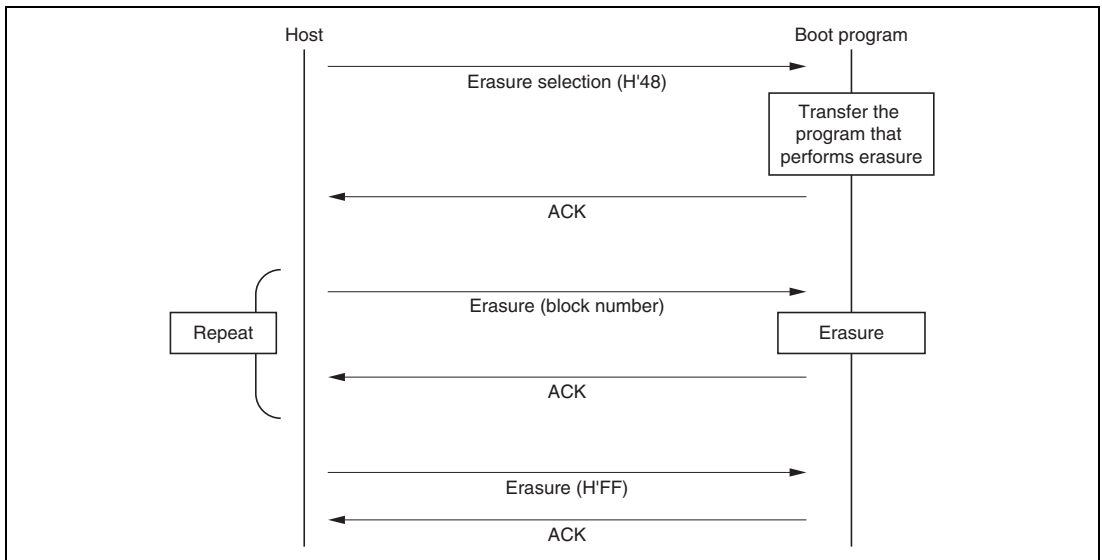 Host
Boot program
Erasure selection (H'48)
Transfer the
program that
performs erasure
ACK
Erasure (block number)
Repeat
Erasure
ACK
Erasure (H'FF)
ACK